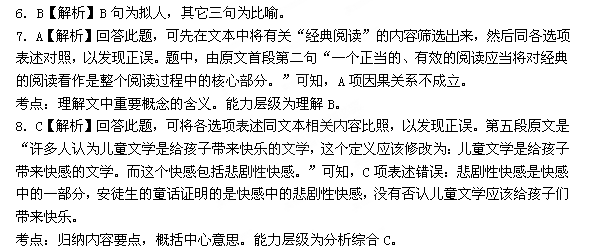 6. B【解析】B句为拟人，其它三句为比喻。
7. A【解析】回答此题，可先在文本中将有关“经典阅读”的内容筛选出来，然后同各选项
表述对照，以发现正误。题中，由原文首段第二句“一个正当的、有效的阅读应当将对经典
的阅读看作是整个阅读过程中的核心部分。”可知，A项因果关系不成立。
考点：理解文中重要概念的含义。能力层级为理解B。
8. C【解析】回答此题，可将各选项表述同文本相关内容比照，以发现正误。第五段原文是
“许多人认为儿童文学是给孩子带来快乐的文学，这个定义应该修改为：儿童文学是给孩子
带来快感的文学。而这个快感包括悲剧性快感。”可知，C项表述错误：悲剧性快感是快感
中的一部分，安徒生的童话证明的是快感中的悲剧性快感，没有否认儿童文学应该给孩子们
带来快乐。
考点：归纳内容要点，概括中心意思。能力层级为分析综合C。